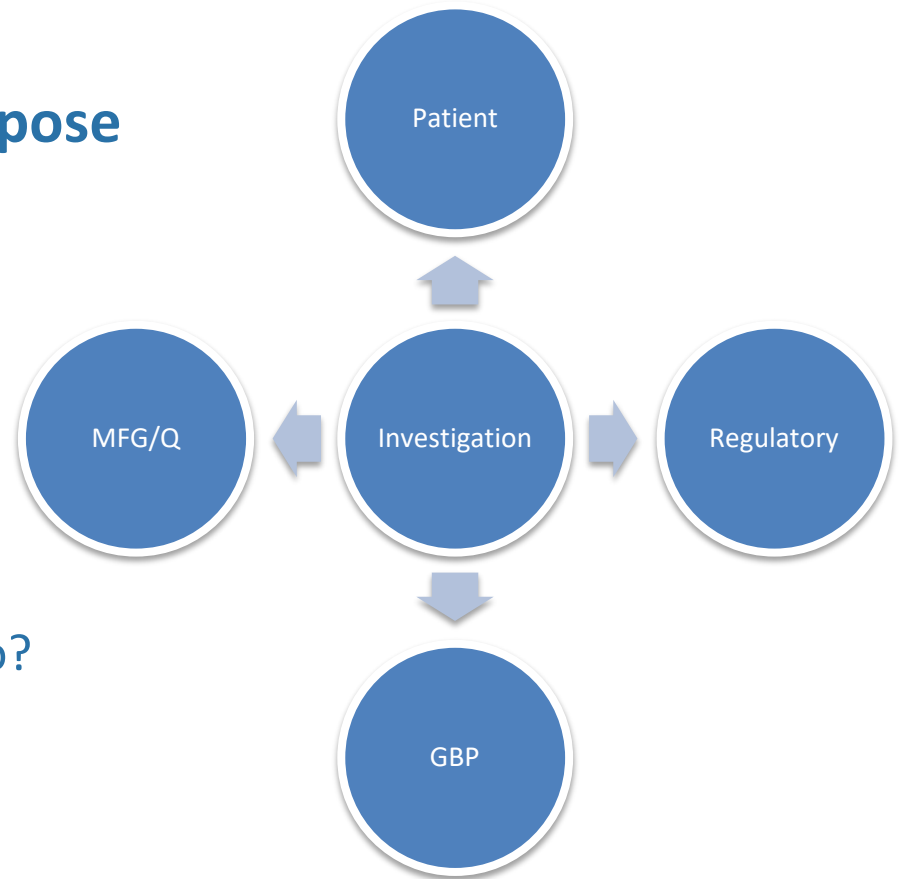 pose
Patient
MFG/Q
Investigation
Regulatory
?
GBP